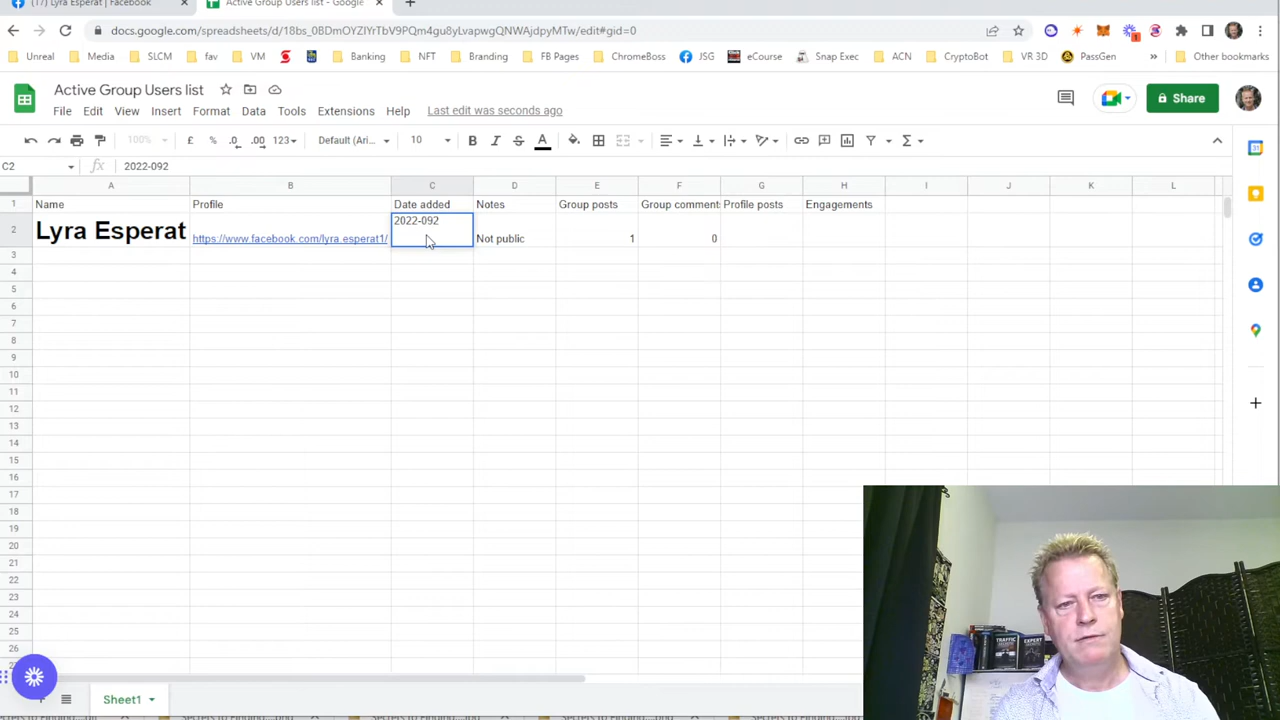 (17) Lyra Esperat | Facebook
Active Group Users list - Google
docs.google.com/spreadsheets/d/18bs_0BDmOYZIYrTbV9PQm4gu8yLvapwgQNWAjdpyMTw/edit#gid=0
Unreal
Media
SLCM
fav
VM
Banking
NFT
Branding
FB Pages
ChromeBoss
JSG
eCourse
Snap Exec
ACN
CryptoBot
VR 3D
PassGen
»
Other bookmarks
Active Group Users list
File Edit View Insert Format Data Tools Extensions Help Last edit was seconds ago
Share
100% £ % .0 .00 123 Default (Ari... 10 B I S A Σ
C2 fx 2022-092
A B C D E F G H I J K L
1 Name Profile Date added Notes Group posts Group comments Profile posts Engagements
2 Lyra Esperat https://www.facebook.com/lyra.esperat1/ 2022-092 Not public 1 0
3
4
5
6
7
8
9
10
11
12
13
14
15
16
17
18
19
20
21
22
23
24
25
26
TRAFFIC
SECRETS
EXPERT
SECRETS
Sheet1